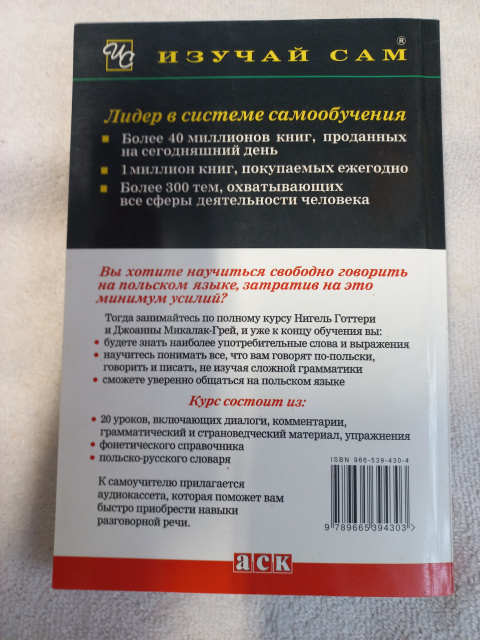 ИС
ИЗУЧАЙ САМ®
Лидер в системе самообучения
Более 40 миллионов книг, проданных
на сегодняшний день
1 миллион книг, покупаемых ежегодно
Более 300 тем, охватывающих
все сферы деятельности человека
Вы хотите научиться свободно говорить
на польском языке, затратив на это
минимум усилий?
Тогда занимайтесь по полному курсу Нигель Готтери
и Джоанны Микалак-Грей, и уже к концу обучения вы:
• будете знать наиболее употребительные слова и выражения
• научитесь понимать все, что вам говорят по-польски,
говорить и писать, не изучая сложной грамматики
• сможете уверенно общаться на польском языке
Курс состоит из:
• 20 уроков, включающих диалоги, комментарии,
грамматический и страноведческий материал, упражнения
• фонетического справочника
• польско-русского словаря
К самоучителю прилагается
аудиокассета, которая поможет вам
быстро приобрести навыки
разговорной речи.
ISBN 966-539-430-4
9 789665 394303 >
аск